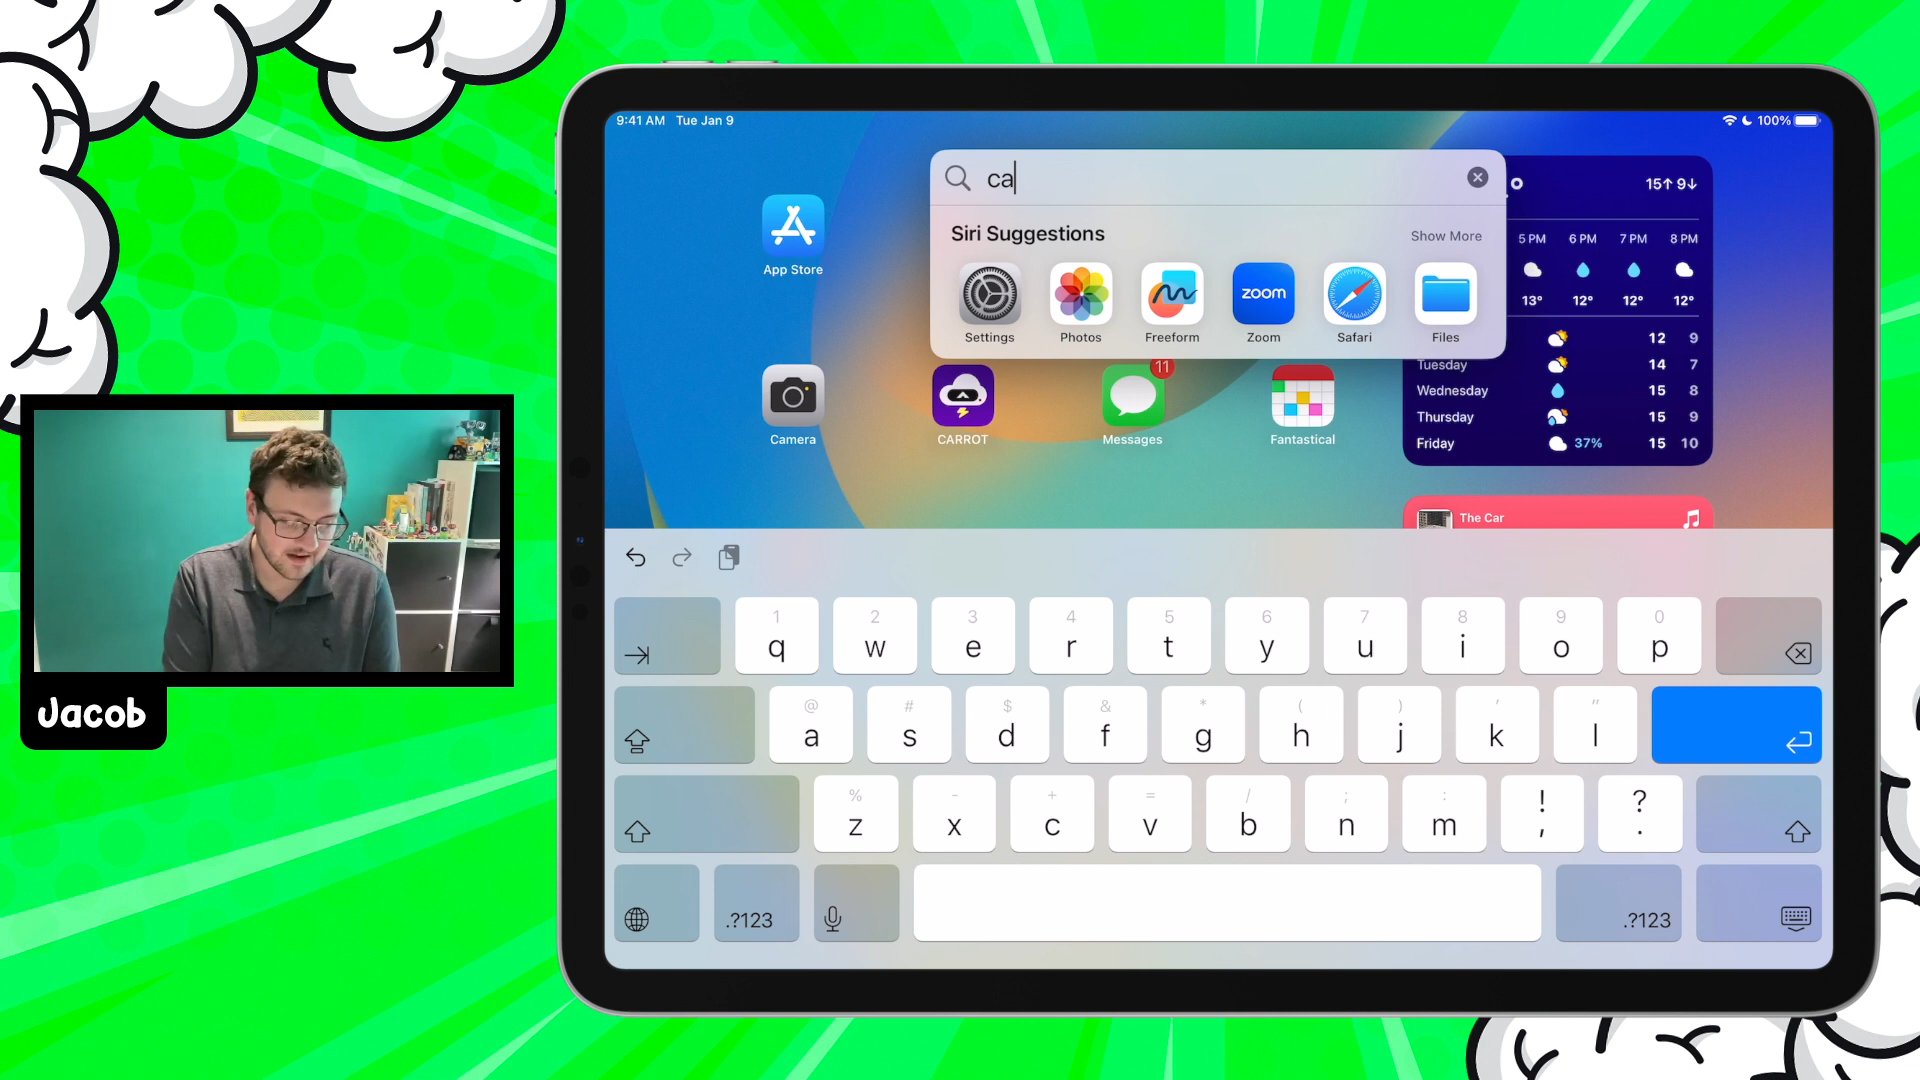 9:41 AM Tue Jan 9
100%
ca
15↑ 9↓
App Store
Siri Suggestions
Show More
5 PM 6 PM 7 PM 8 PM
zoom
13° 12° 12° 12°
Settings Photos Freeform Zoom Safari Files
12 9
Tuesday 14 7
11
Wednesday 15 8
Thursday 15 9
Camera CARROT Messages Fantastical
Friday 37% 15 10
The Car
1 2 3 4 5 6 7 8 9 0
q w e r t y u i o p
@ # $ & * ( ) ' "
a s d f g h j k l
% - + = / ; : ! ?
z x c v b n m , .
.?123 .?123
Jacob